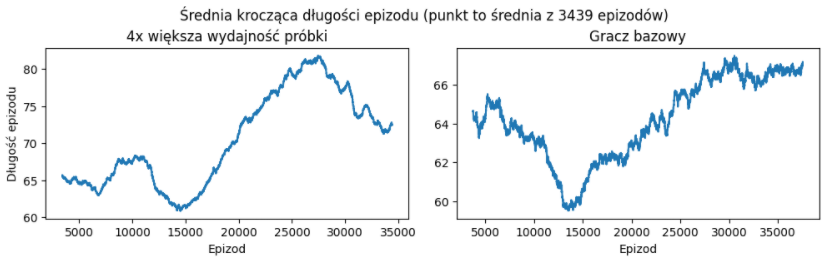 Średnia krocząca długości epizodu (punkt to średnia z 3439 epizodów)
4x większa wydajność próbki
Długość epizodu
80
75
70
65
60
5000 10000 15000 20000 25000 30000 35000
Epizod
Gracz bazowy
66
64
62
60
5000 10000 15000 20000 25000 30000 35000
Epizod